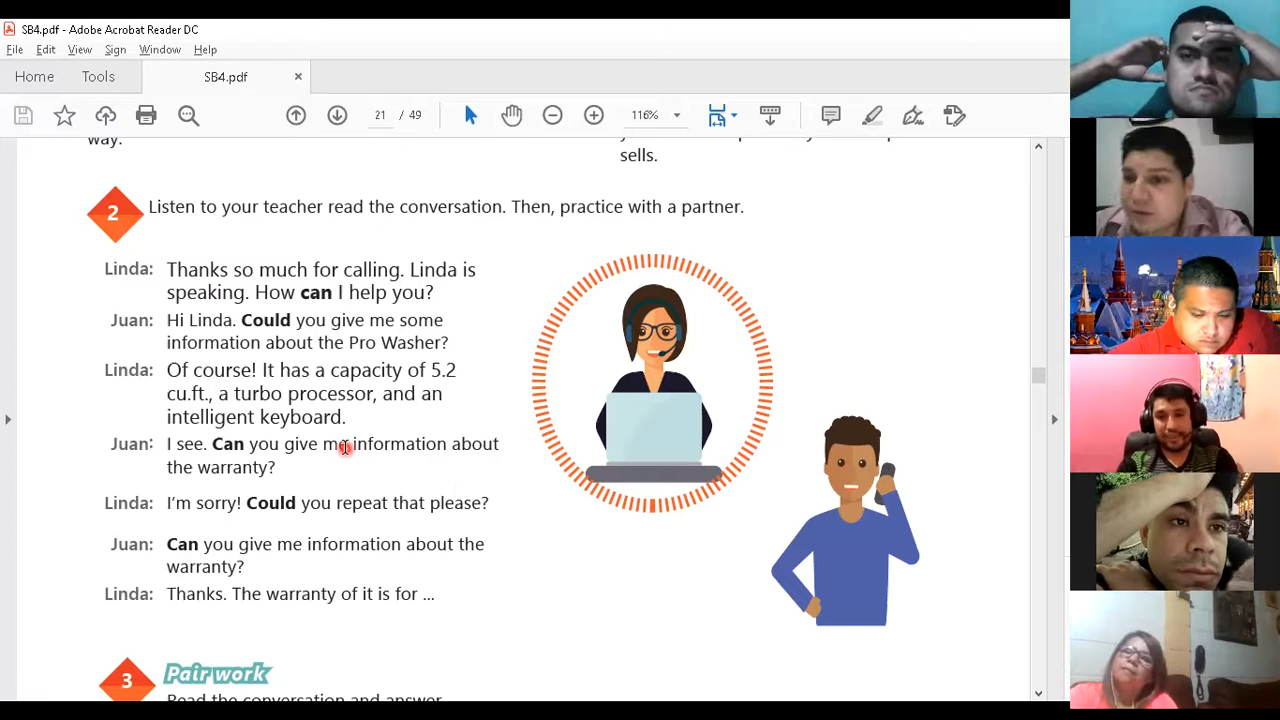 SB4.pdf - Adobe Acrobat Reader DC
File Edit View Sign Window Help
Home Tools SB4.pdf ×
21 / 49 116%
way.
sells.
2 Listen to your teacher read the conversation. Then, practice with a partner.
Linda: Thanks so much for calling. Linda is
speaking. How can I help you?
Juan: Hi Linda. Could you give me some
information about the Pro Washer?
Linda: Of course! It has a capacity of 5.2
cu.ft., a turbo processor, and an
intelligent keyboard.
Juan: I see. Can you give me information about
the warranty?
Linda: I'm sorry! Could you repeat that please?
Juan: Can you give me information about the
warranty?
Linda: Thanks. The warranty of it is for ...
3 Pair work
Read the conversation and answer